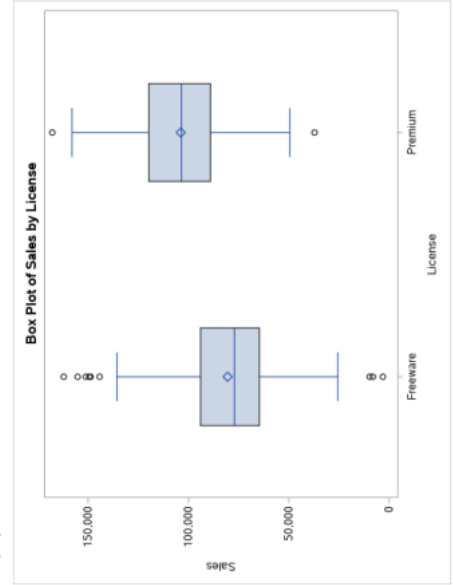 Box Plot of Sales by License
Sales
150,000
100,000
50,000
0
Freeware
Premium
License